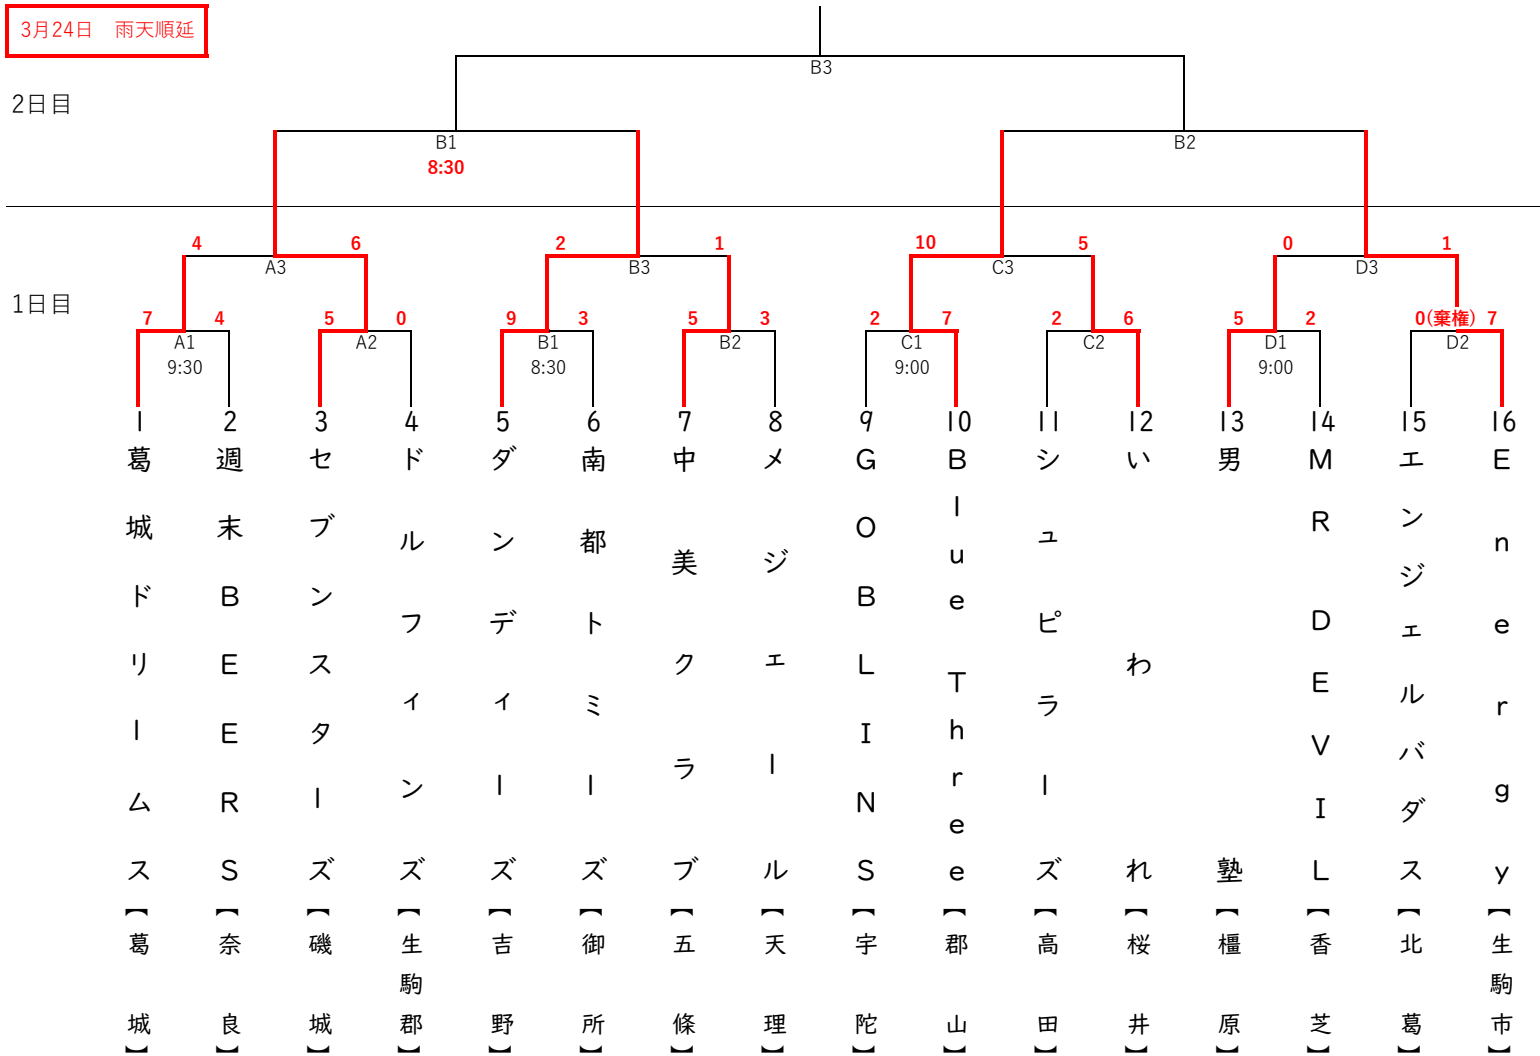 3月24日　雨天順延
B3
2日目
B1
B2
8:30
4 6 2 1 10 5 0 1
A3 B3 C3 D3
1日目
7 4 5 0 9 3 5 3 2 7 2 6 5 2 0(棄権) 7
A1 A2 B1 B2 C1 C2 D1 D2
9:30 8:30 9:00 9:00
1 葛城ドリームス【葛城】
2 週末BEERS【奈良】
3 セブンスターズ【磯城】
4 ドルフィンズ【生駒郡】
5 ダンディーズ【吉野】
6 南都トミーズ【御所】
7 中美クラブ【五條】
8 メジェール【天理】
9 GOBLINS【宇陀】
10 Blue Three【郡山】
11 シュピラーズ【高田】
12 いわれ【桜井】
13 男塾【橿原】
14 MR DEVIL【香芝】
15 エンジェルバダス【北葛】
16 Energy【生駒市】